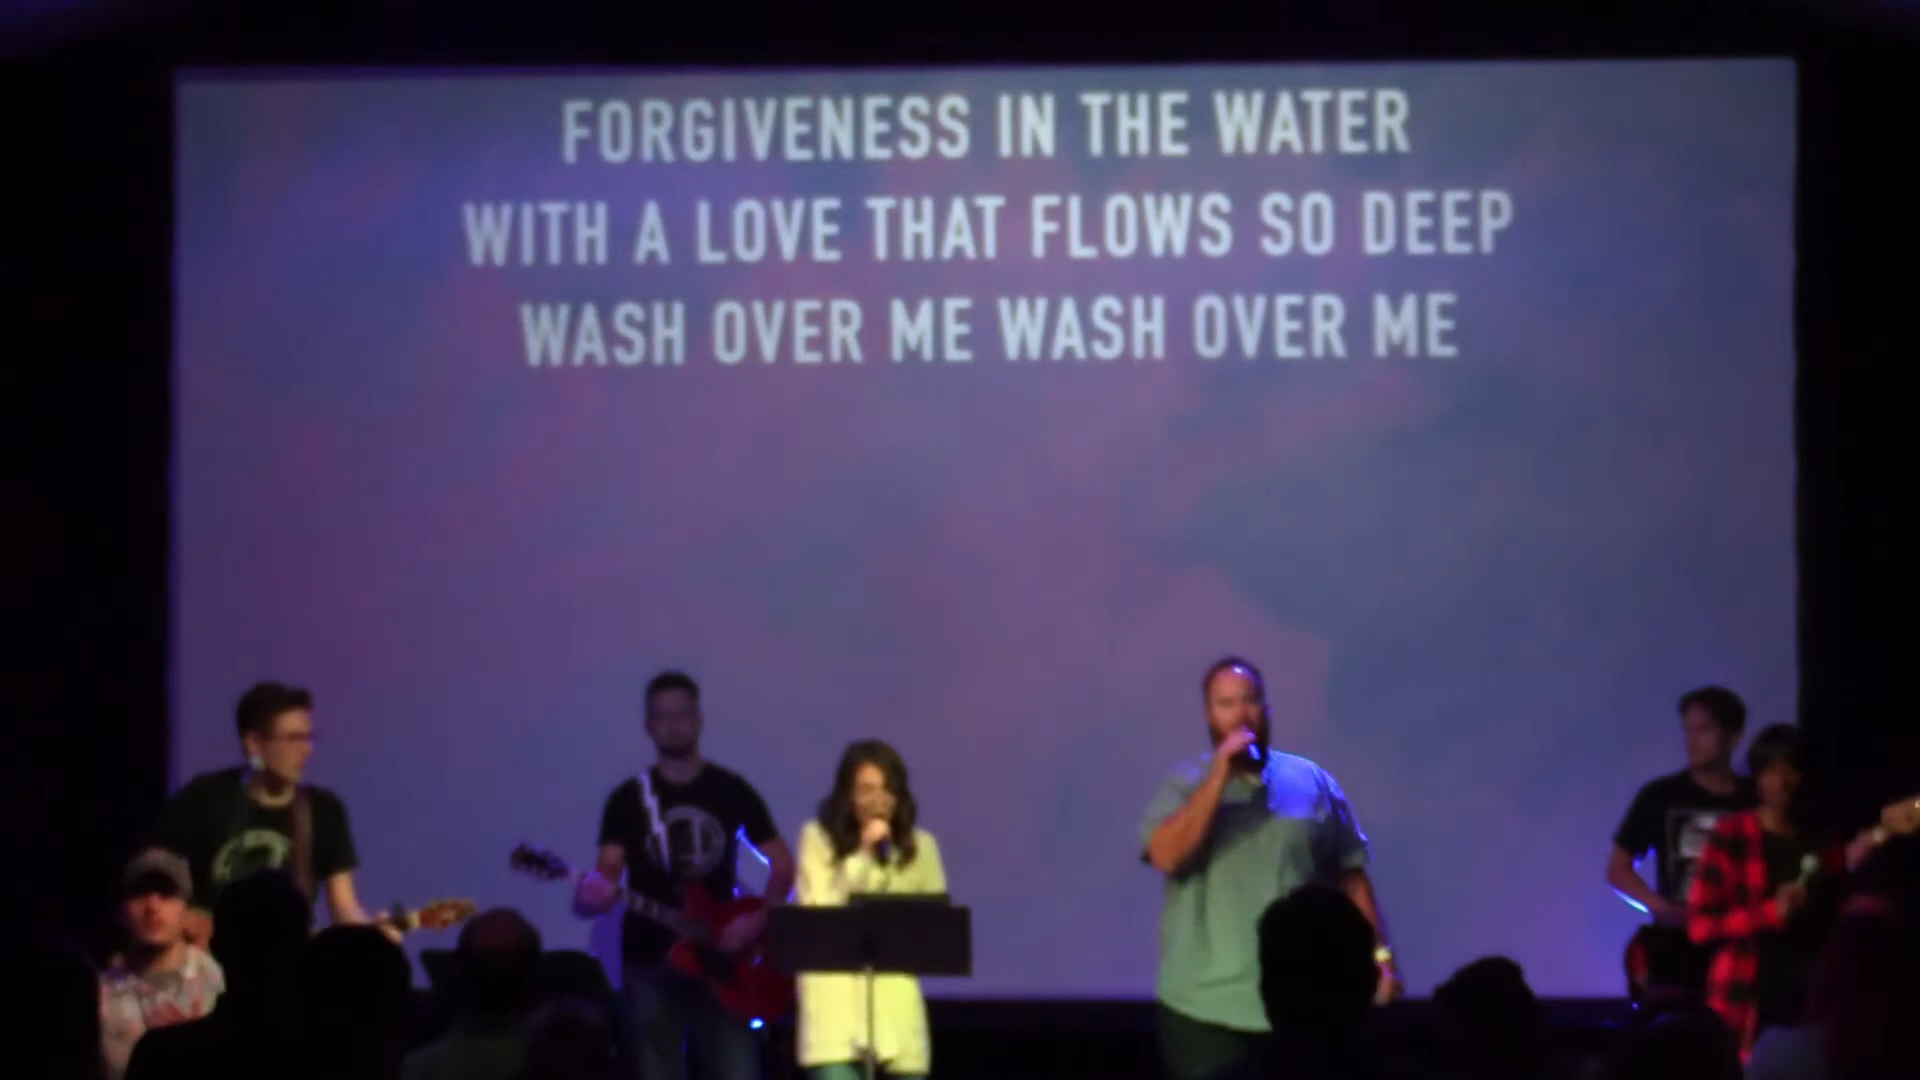 FORGIVENESS IN THE WATER
WITH A LOVE THAT FLOWS SO DEEP
WASH OVER ME WASH OVER ME